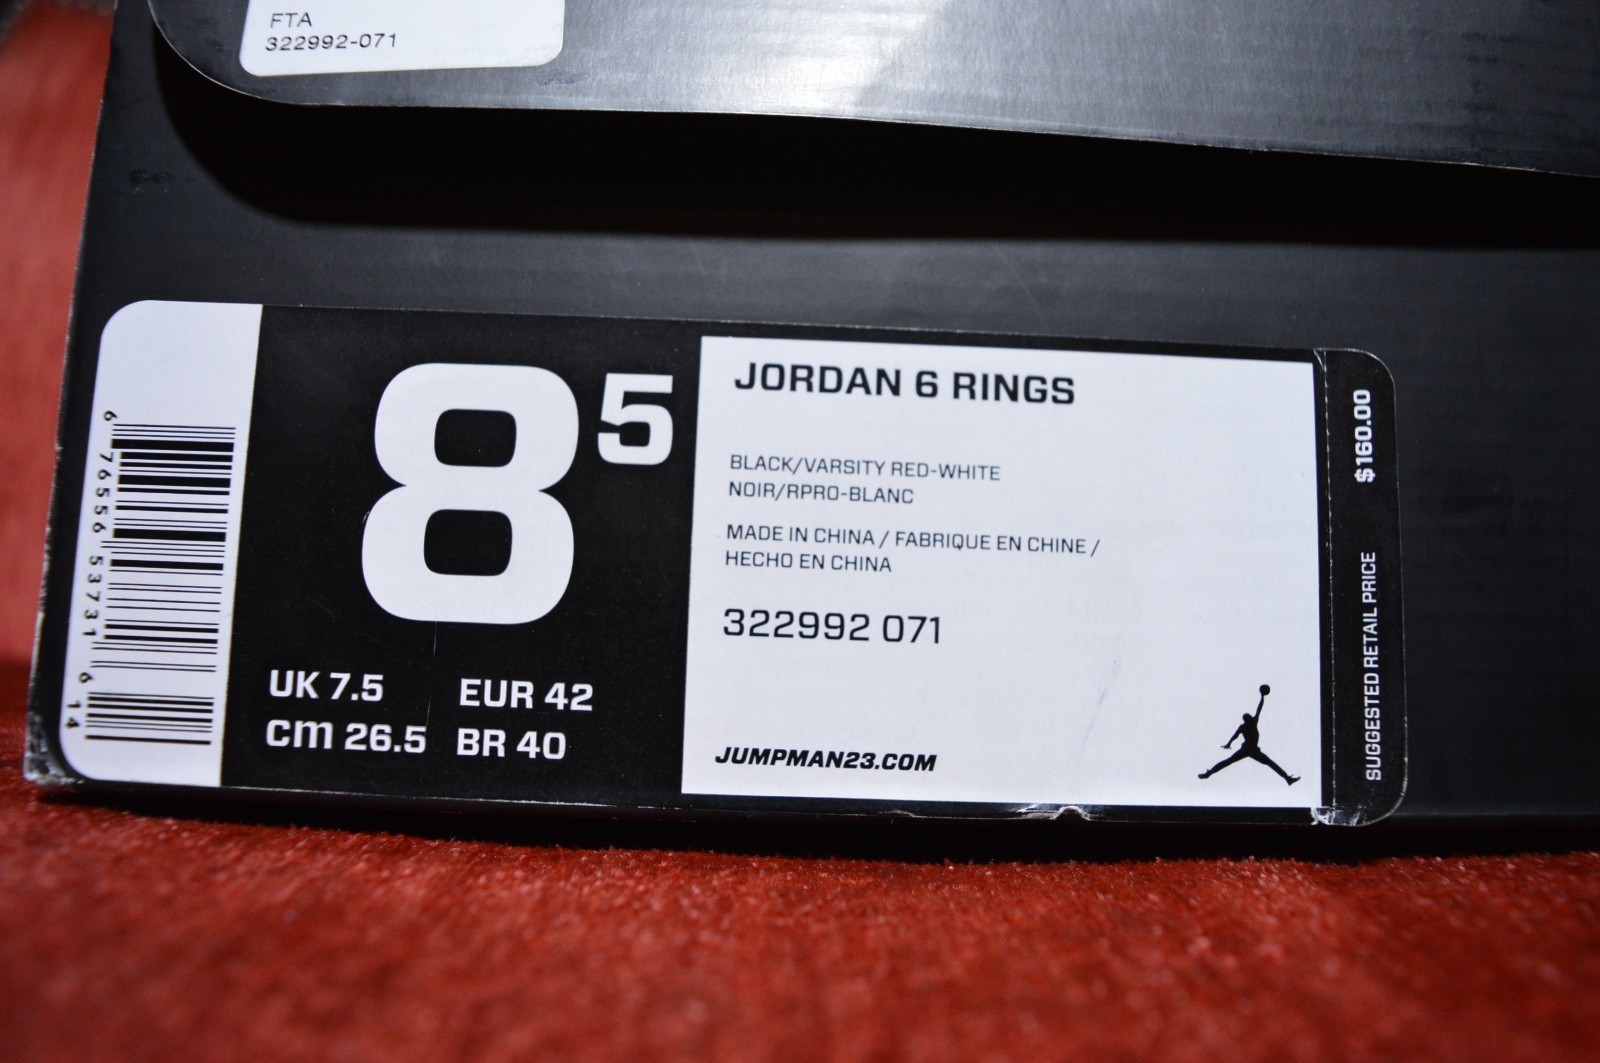 FTA
322992-071
6 76556 53731 6 14
8 5
UK 7.5 EUR 42
Cm 26.5 BR 40
JORDAN 6 RINGS
BLACK/VARSITY RED-WHITE
NOIR/RPRO-BLANC
MADE IN CHINA / FABRIQUE EN CHINE /
HECHO EN CHINA
322992 071
JUMPMAN23.COM
SUGGESTED RETAIL PRICE $160.00